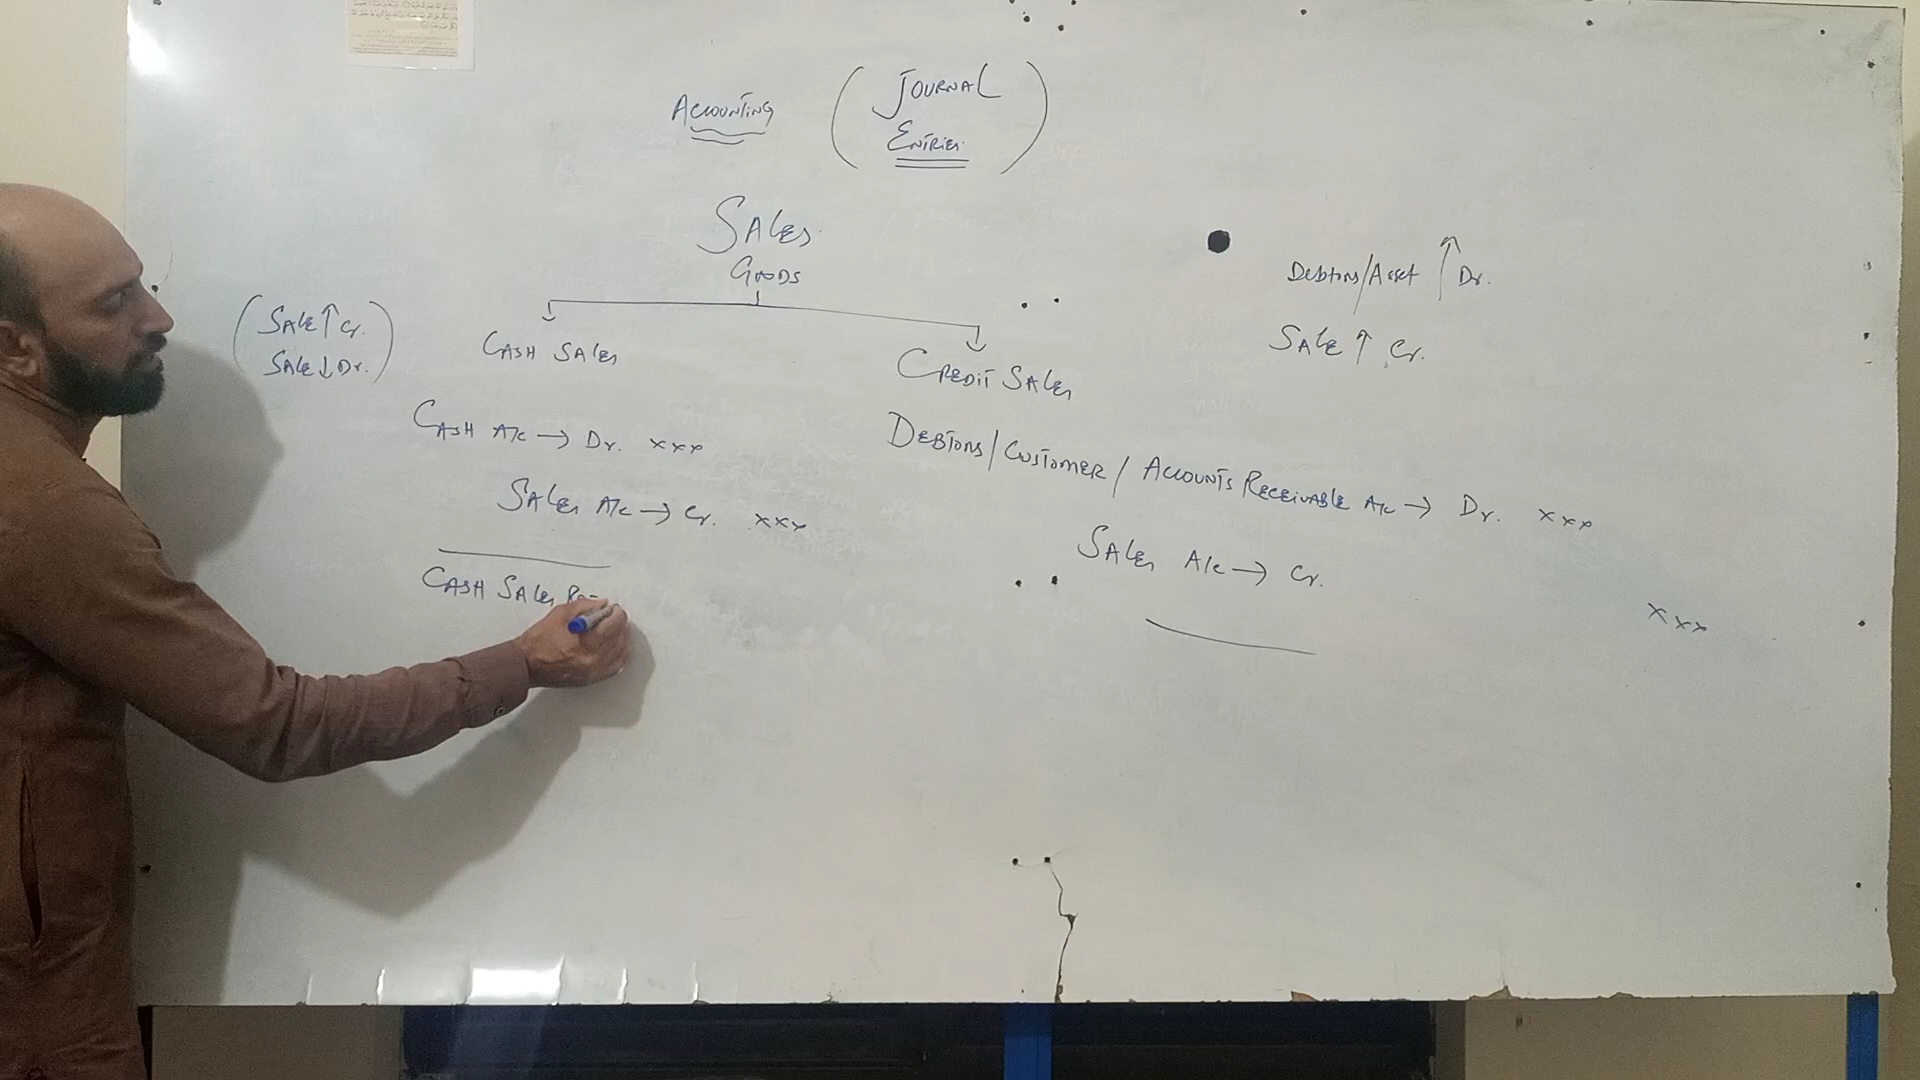 ACCOUNTING
(JOURNAL
ENTRIES)
SALES
GOODS
(SALE ↑ Cr.
SALE ↓ Dr.)
CASH SALES
CASH A/c → Dr. xxx
SALES A/c → Cr. xxx
CASH SALES
CREDIT SALES
DEBTORS/CUSTOMER/ACCOUNTS RECEIVABLE A/c → Dr. xxx
SALES A/c → Cr.
xxx
Debtors/Asset ↑ Dr.
SALE ↑ Cr.